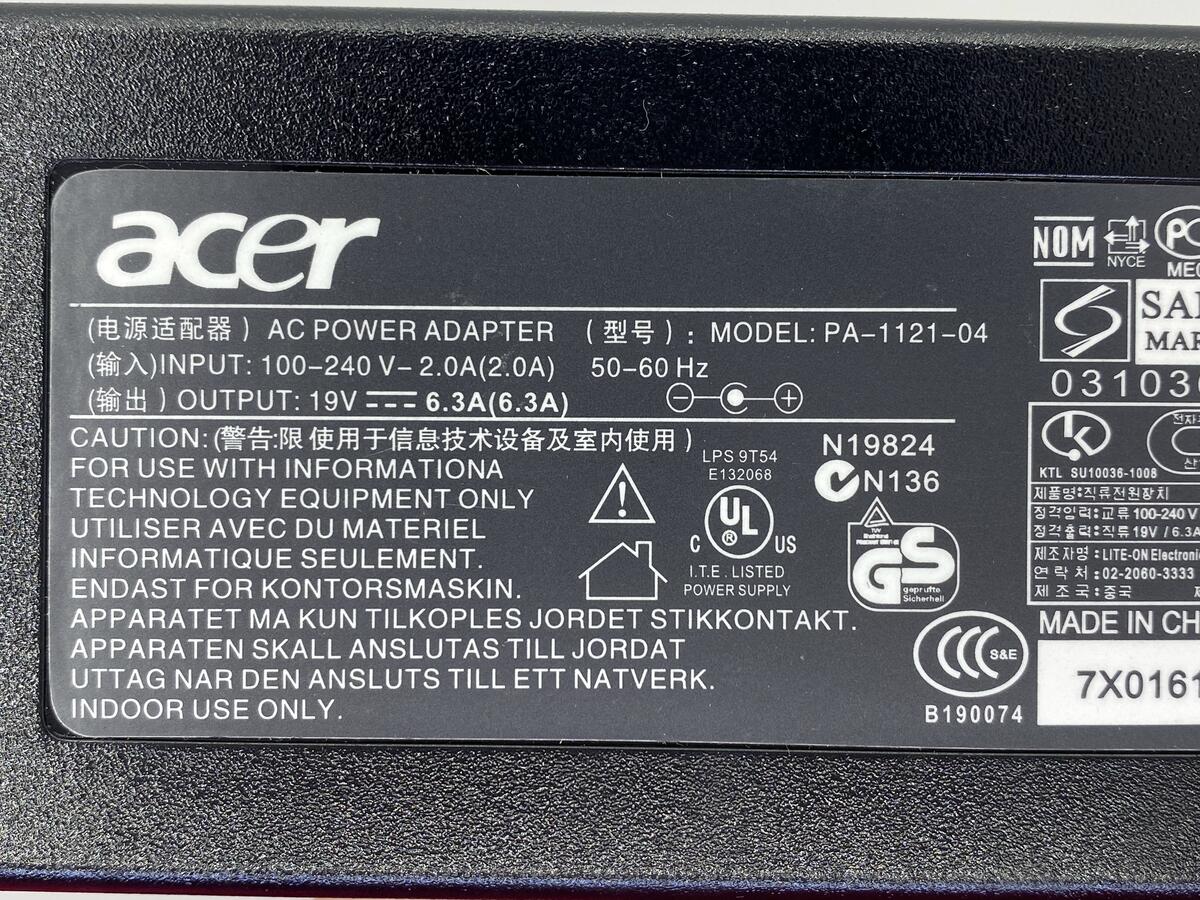 acer
(电源适配器) AC POWER ADAPTER (型号): MODEL: PA-1121-04
(输入)INPUT: 100-240 V- 2.0A(2.0A) 50-60 Hz
(输出) OUTPUT: 19V 6.3A(6.3A)
CAUTION: (警告:限使用于信息技术设备及室内使用)
FOR USE WITH INFORMATIONA
TECHNOLOGY EQUIPMENT ONLY
UTILISER AVEC DU MATERIEL
INFORMATIQUE SEULEMENT.
ENDAST FOR KONTORSMASKIN.
APPARATET MA KUN TILKOPLES JORDET STIKKONTAKT.
APPARATEN SKALL ANSLUTAS TILL JORDAT
UTTAG NAR DEN ANSLUTS TILL ETT NATVERK.
INDOOR USE ONLY.
LPS 9T54
E132068
UL
®
C US
I.T.E. LISTED
POWER SUPPLY
N19824
N136
TUV
GS
geprufte
Sicherheit
S&E
B190074
NOM
NYCE
KTL SU10036-1008
제품명:직류전원장치
정격입력:교류 100-240 V
정격출력:직류 19V / 6.3A
제조자명:LITE-ON
연락처:02-2060-3333
제조국:중국
MADE IN